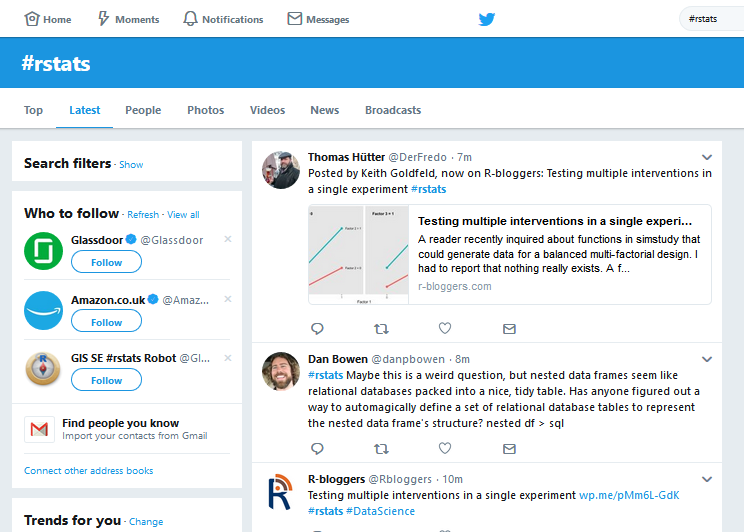 Home Moments Notifications Messages #rstats
#rstats
Top Latest People Photos Videos News Broadcasts
Search filters · Show
Who to follow · Refresh · View all
Glassdoor @Glassdoor
Follow
Amazon.co.uk @Amaz...
Follow
GIS SE #rstats Robot @GI...
Follow
Find people you know
Import your contacts from Gmail
Connect other address books
Trends for you · Change
Thomas Hütter @DerFredo · 7m
Posted by Keith Goldfeld, now on R-bloggers: Testing multiple interventions in
a single experiment #rstats
Factor 2 = 1
Factor 1
Testing multiple interventions in a single experi...
A reader recently inquired about functions in simstudy that
could generate data for a balanced multi-factorial design. I
had to report that nothing really exists. A f...
r-bloggers.com
Dan Bowen @danpbowen · 8m
#rstats Maybe this is a weird question, but nested data frames seem like
relational databases packed into a nice, tidy table. Has anyone figured out a
way to automagically define a set of relational database tables to represent
the nested data frame's structure? nested df > sql
R-bloggers @Rbloggers · 10m
Testing multiple interventions in a single experiment wp.me/pMm6L-GdK
#rstats #DataScience